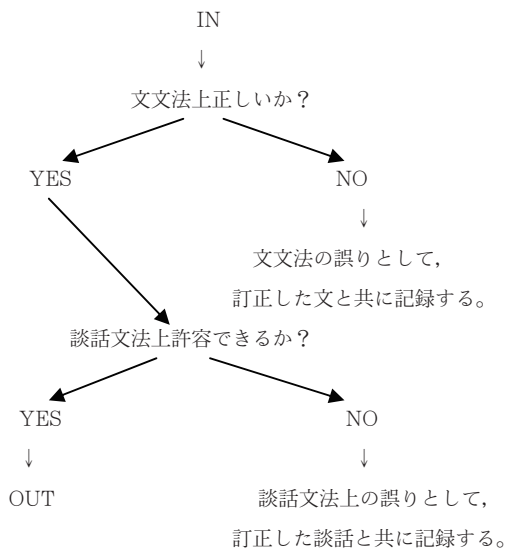 IN
↓
文文法上正しいか？
YES
NO
↓
文文法の誤りとして，
訂正した文と共に記録する。
談話文法上許容できるか？
YES
NO
↓
↓
OUT
談話文法上の誤りとして，
訂正した談話と共に記録する。